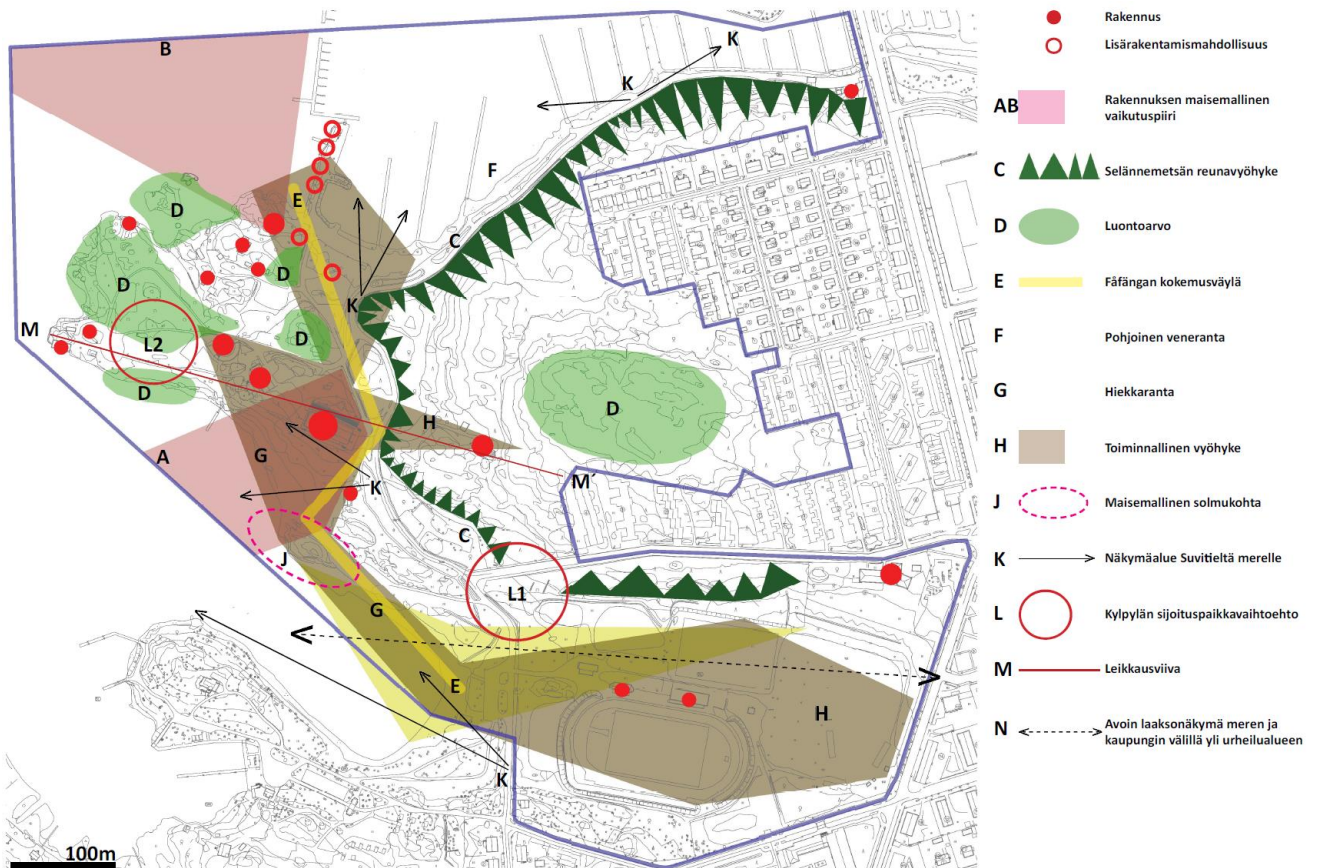 B
K
K
F
E
D
C
D
D
K
M
L2
D
D
D
H
A
G
M´
K
C
J
L1
G
<
>
E
H
K
100m
Rakennus
Lisärakentamismahdollisuus
AB Rakennuksen maisemallinen
vaikutuspiiri
C Selännemetsän reunavyöhyke
D Luontoarvo
E Fåfängan kokemusväylä
F Pohjoinen veneranta
G Hiekkaranta
H Toiminnallinen vyöhyke
J Maisemallinen solmukohta
K Näkymäalue Suvitieltä merelle
L Kylpylän sijoituspaikkavaihtoehto
M Leikkausviiva
N Avoin laaksonäkymä meren ja
kaupungin välillä yli urheilualueen